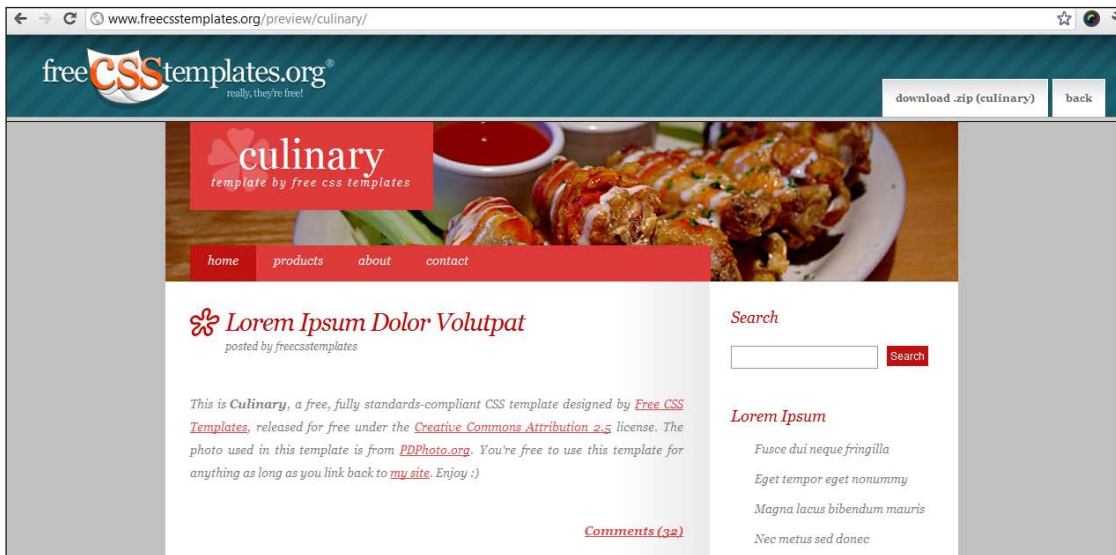 www.freecsstemplates.org/preview/culinary/
freeCSStemplates.org®
really, they're free!
download .zip (culinary)
back
culinary
template by free css templates
home
products
about
contact
Lorem Ipsum Dolor Volutpat
posted by freecsstemplates
This is Culinary, a free, fully standards-compliant CSS template designed by Free CSS
Templates, released for free under the Creative Commons Attribution 2.5 license. The
photo used in this template is from PDPhoto.org. You're free to use this template for
anything as long as you link back to my site. Enjoy :)
Comments (32)
Search
Search
Lorem Ipsum
Fusce dui neque fringilla
Eget tempor eget nonummy
Magna lacus bibendum mauris
Nec metus sed donec